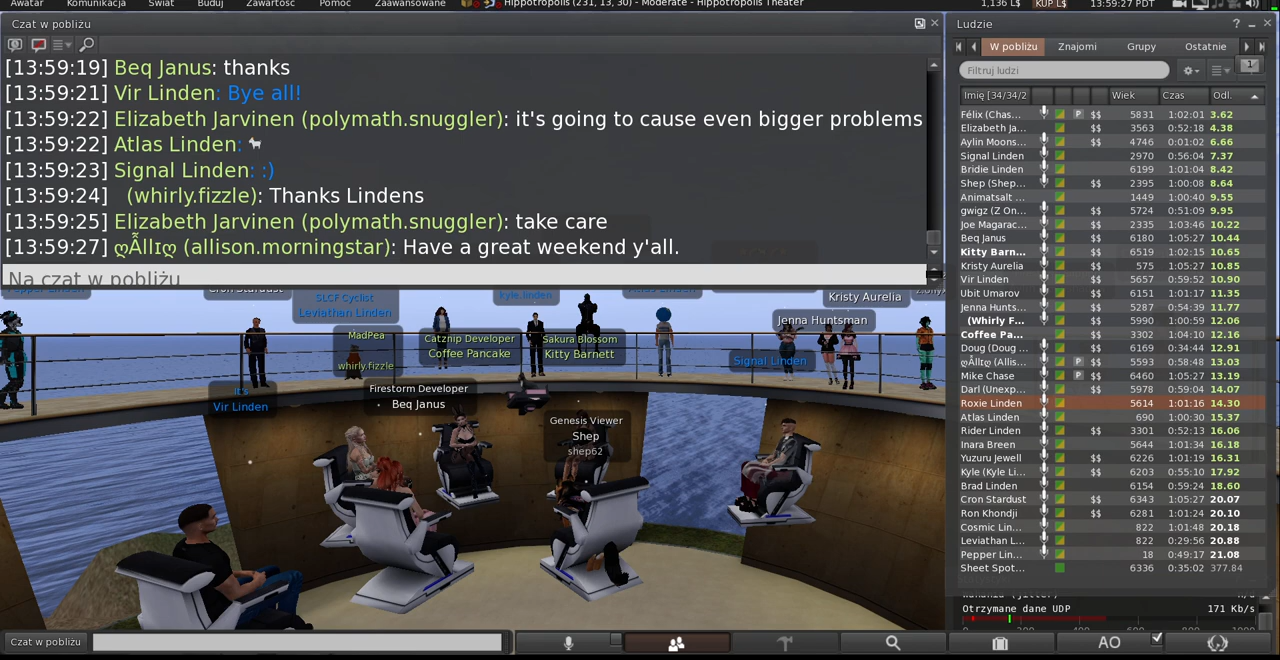 Awatar Komunikacja Świat Buduj Zawartość Pomoc Zaawansowane Hippotropolis (231, 13, 30) - Moderate - Hippotropolis Theater 1,136 L$ KUP L$ 13:59:27 PDT
Czat w pobliżu
[13:59:19] Beq Janus: thanks
[13:59:21] Vir Linden: Bye all!
[13:59:22] Elizabeth Jarvinen (polymath.snuggler): it's going to cause even bigger problems
[13:59:22] Atlas Linden: 🐕
[13:59:23] Signal Linden: :)
[13:59:24] (whirly.fizzle): Thanks Lindens
[13:59:25] Elizabeth Jarvinen (polymath.snuggler): take care
[13:59:27] ღÅllιღ (allison.morningstar): Have a great weekend y'all.
Na czat w pobliżu
Cron Stardust
SLCF Cyclist
Leviathan Linden
kyle.linden
Kristy Aurelia
Jenna Huntsman
MadPea
whirly.fizzle
Catznip Developer
Coffee Pancake
Sakura Blossom
Kitty Barnett
Signal Linden
Vir Linden
Firestorm Developer
Beq Janus
Genesis Viewer
Shep
shep62
Ludzie
W pobliżu Znajomi Grupy Ostatnie
Filtruj ludzi 1
Imię [34/34/2 Wiek Czas Odl.
Félix (Chas... P $$ 5831 1:02:01 3.62
Elizabeth Ja... $$ 3563 0:52:18 4.38
Aylin Moons... $$ 4746 0:01:02 6.66
Signal Linden 2970 0:56:04 7.37
Bridie Linden 6199 1:01:04 8.42
Shep (Shep... $$ 2395 1:00:08 8.64
Animatsalt ... 1449 1:00:40 9.55
gwigz (Z On... $$ 5724 0:51:09 9.95
Joe Magarac... $$ 2335 1:03:46 10.22
Beq Janus $$ 6180 1:05:27 10.44
Kitty Barn... $$ 6519 1:02:15 10.65
Kristy Aurelia $$ 575 1:05:27 10.85
Vir Linden $$ 5657 0:59:52 10.90
Ubit Umarov $$ 6151 1:01:17 11.35
Jenna Hunts... $$ 5287 0:54:39 11.77
(Whirly F... $$ 5990 1:00:59 12.06
Coffee Pa... $$ 3302 1:04:10 12.16
Doug (Doug ... $$ 6169 0:34:44 12.91
ღÅllιღ (Allis... P $$ 5593 0:58:48 13.03
Mike Chase P $$ 6460 1:05:27 13.19
Darl (Unexp... $$ 5978 0:59:04 14.07
Roxie Linden 5614 1:01:16 14.30
Atlas Linden 690 1:00:30 15.37
Rider Linden $$ 3301 0:52:13 16.06
Inara Breen 5644 1:01:34 16.18
Yuzuru Jewell $$ 6226 1:01:19 16.31
Kyle (Kyle Li... $$ 6203 0:55:10 17.92
Brad Linden 6154 0:59:24 18.60
Cron Stardust $$ 6343 1:05:27 20.07
Ron Khondji $$ 6281 1:01:24 20.10
Cosmic Lin... 822 1:01:48 20.18
Leviathan L... 822 0:29:56 20.88
Pepper Lin... 18 0:49:17 21.08
Sheet Spot... 6336 0:35:02 377.84
Otrzymane dane UDP 171 Kb/s
Czat w pobliżu AO